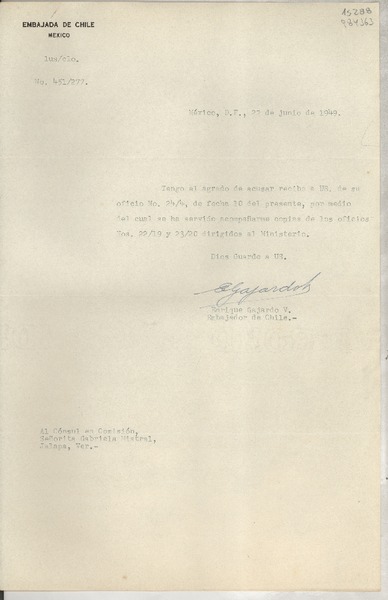 15288
984363
EMBAJADA DE CHILE
MEXICO
lus/clo.
No. 451/277.
México, D.F., 22 de junio de 1949.
Tengo el agrado de acusar recibo a US. de su
oficio No. 24/4, de fecha 10 del presente, por medio
del cual se ha servido acompañarme copias de los oficios
Nos. 22/19 y 23/20 dirigidos al Ministerio.
Dios Guarde a US.
EGajardoV
Enrique Gajardo V.
Embajador de Chile.-
Al Cónsul en Comisión,
Señorita Gabriela Mistral,
Jalapa, Ver.-